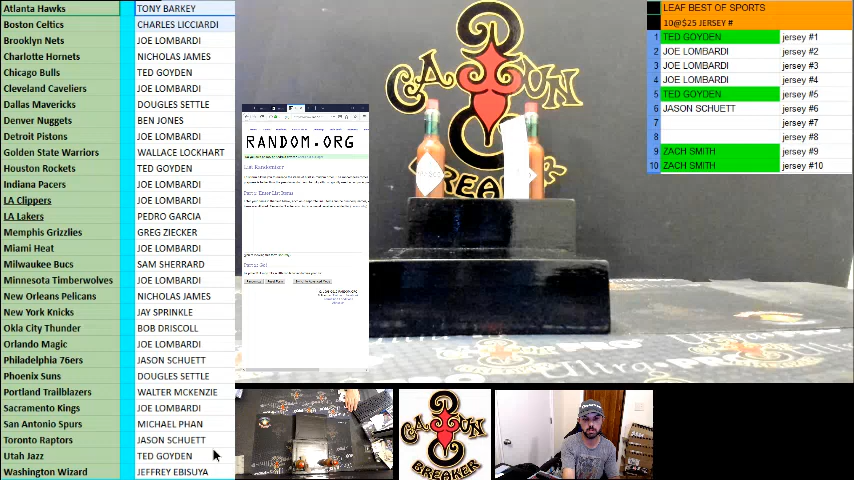 Atlanta Hawks TONY BARKEY
Boston Celtics CHARLES LICCIARDI
Brooklyn Nets JOE LOMBARDI
Charlotte Hornets NICHOLAS JAMES
Chicago Bulls TED GOYDEN
Cleveland Cavaliers JOE LOMBARDI
Dallas Mavericks DOUGLES SETTLE
Denver Nuggets BEN JONES
Detroit Pistons JOE LOMBARDI
Golden State Warriors WALLACE LOCKHART
Houston Rockets TED GOYDEN
Indiana Pacers JOE LOMBARDI
LA Clippers JOE LOMBARDI
LA Lakers PEDRO GARCIA
Memphis Grizzlies GREG ZIECKER
Miami Heat JOE LOMBARDI
Milwaukee Bucs SAM SHERRARD
Minnesota Timberwolves JOE LOMBARDI
New Orleans Pelicans NICHOLAS JAMES
New York Knicks JAY SPRINKLE
Okla City Thunder BOB DRISCOLL
Orlando Magic JOE LOMBARDI
Philadelphia 76ers JASON SCHUETT
Phoenix Suns DOUGLES SETTLE
Portland Trailblazers WALTER MCKENZIE
Sacramento Kings JOE LOMBARDI
San Antonio Spurs MICHAEL PHAN
Toronto Raptors JASON SCHUETT
Utah Jazz TED GOYDEN
Washington Wizard JEFFREY EBISUYA
RANDOM.ORG
List Randomizer
CAJUN
BREAKER
LEAF BEST OF SPORTS
10@$25 JERSEY #
1 TED GOYDEN jersey #1
2 JOE LOMBARDI jersey #2
3 JOE LOMBARDI jersey #3
4 JOE LOMBARDI jersey #4
5 TED GOYDEN jersey #5
6 JASON SCHUETT jersey #6
7 jersey #7
8 jersey #8
9 ZACH SMITH jersey #9
10 ZACH SMITH jersey #10
CAJUN
BREAKER